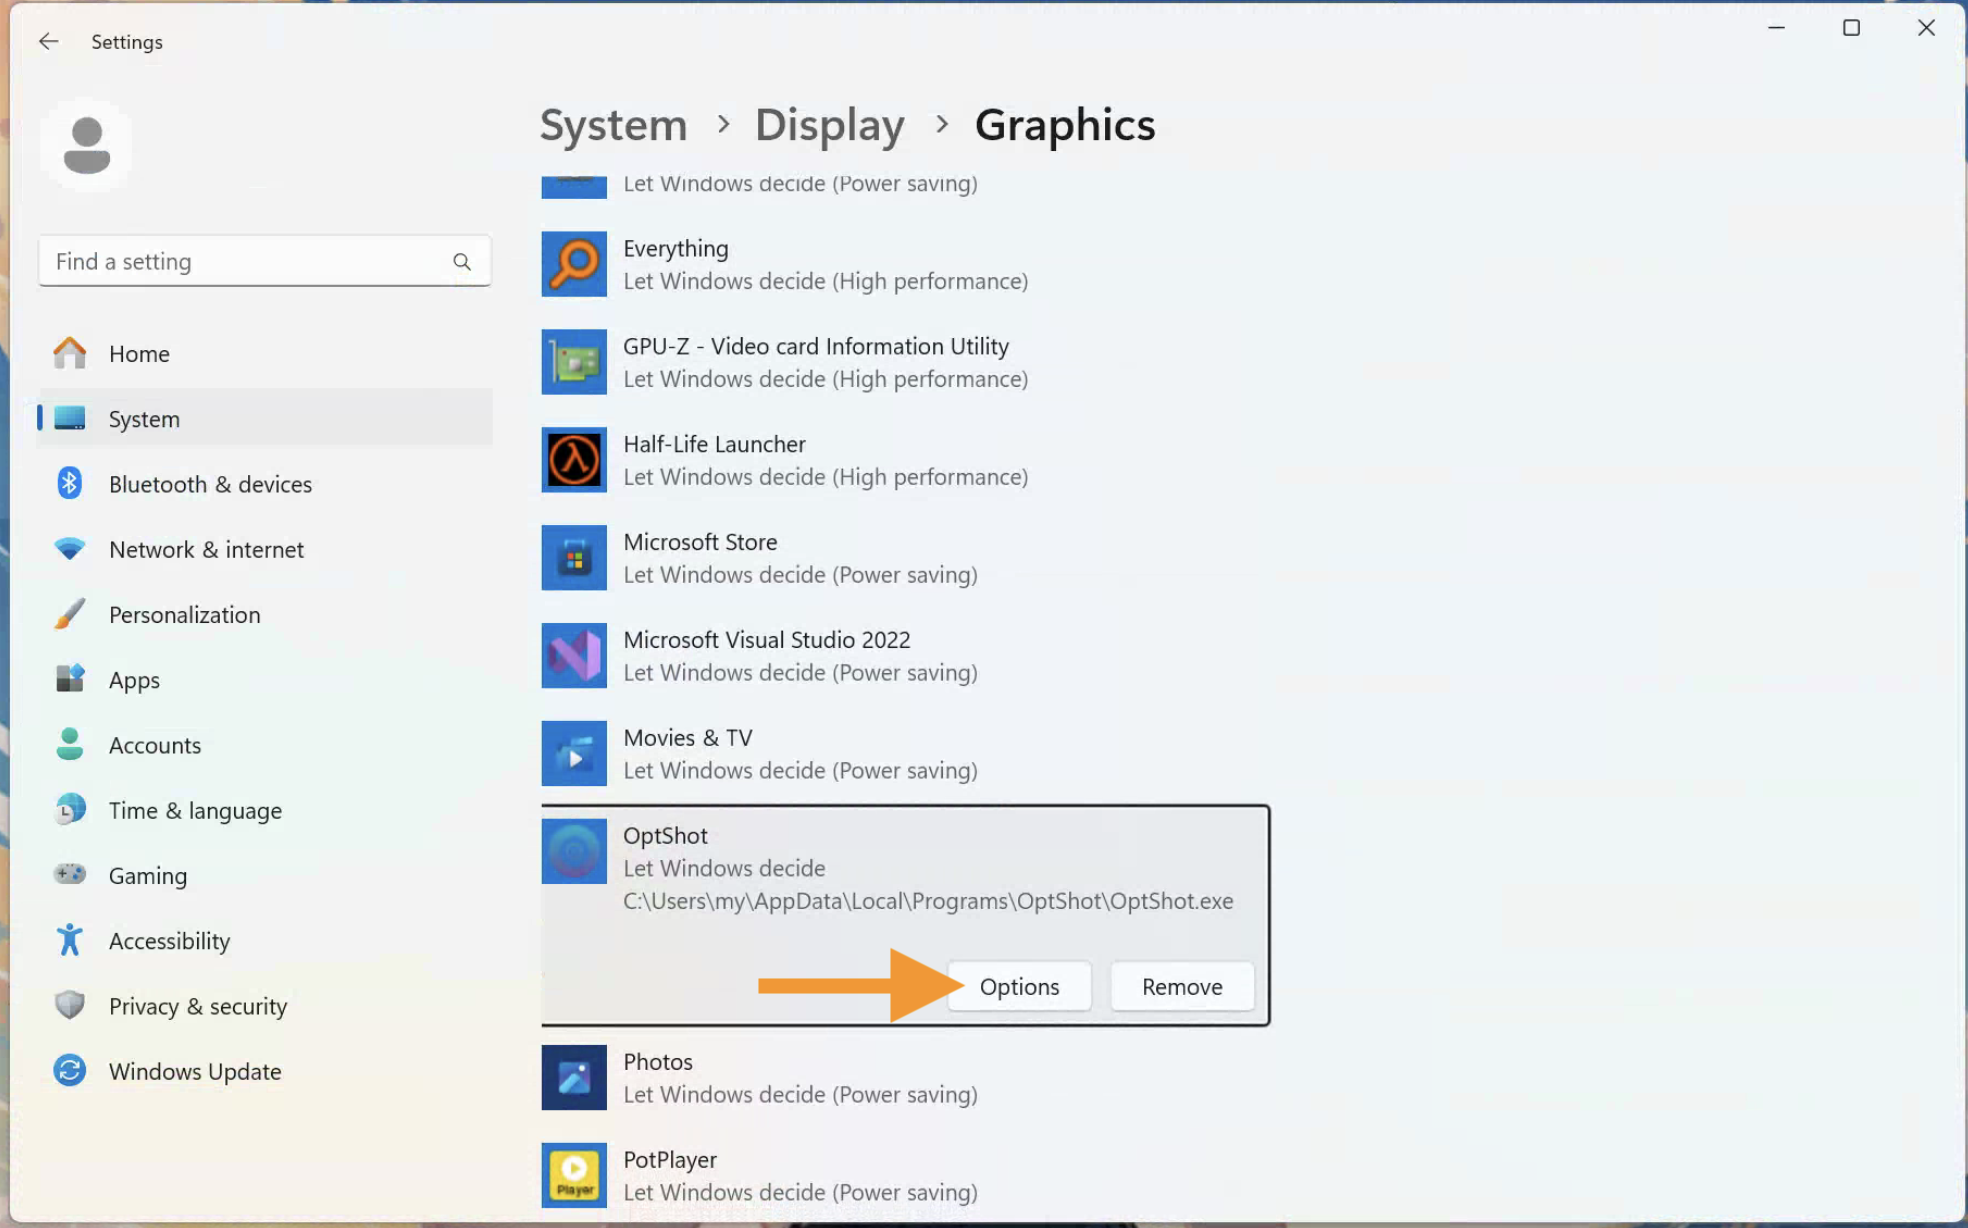 Settings
System > Display > Graphics
Find a setting
Home
System
Bluetooth & devices
Network & internet
Personalization
Apps
Accounts
Time & language
Gaming
Accessibility
Privacy & security
Windows Update
Let Windows decide (Power saving)
Everything
Let Windows decide (High performance)
GPU-Z - Video card Information Utility
Let Windows decide (High performance)
Half-Life Launcher
Let Windows decide (High performance)
Microsoft Store
Let Windows decide (Power saving)
Microsoft Visual Studio 2022
Let Windows decide (Power saving)
Movies & TV
Let Windows decide (Power saving)
OptShot
Let Windows decide
C:\Users\my\AppData\Local\Programs\OptShot\OptShot.exe
Options Remove
Photos
Let Windows decide (Power saving)
Player
PotPlayer
Let Windows decide (Power saving)